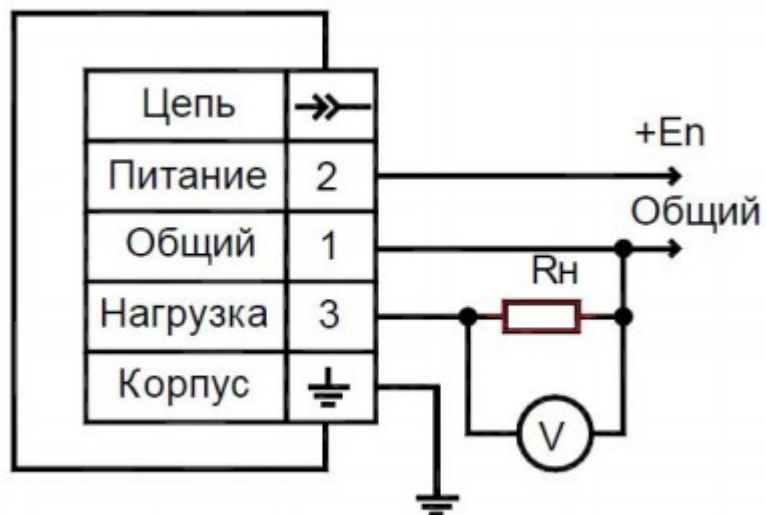 Цепь
+En
Питание 2
Общий
Общий 1
Rн
Нагрузка 3
Корпус
V